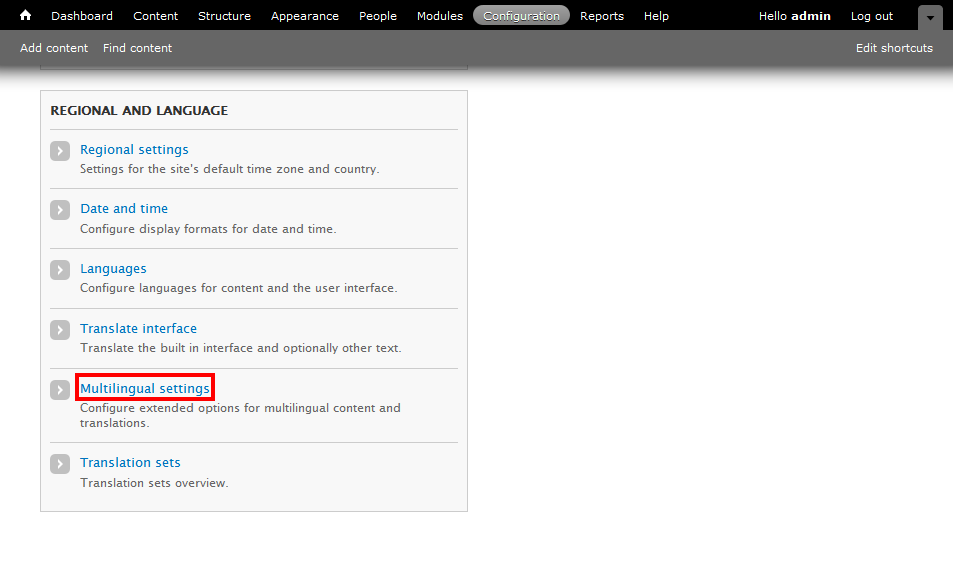 Dashboard Content Structure Appearance People Modules Configuration Reports Help Hello admin Log out
Add content Find content Edit shortcuts
REGIONAL AND LANGUAGE
Regional settings
Settings for the site's default time zone and country.
Date and time
Configure display formats for date and time.
Languages
Configure languages for content and the user interface.
Translate interface
Translate the built in interface and optionally other text.
Multilingual settings
Configure extended options for multilingual content and
translations.
Translation sets
Translation sets overview.